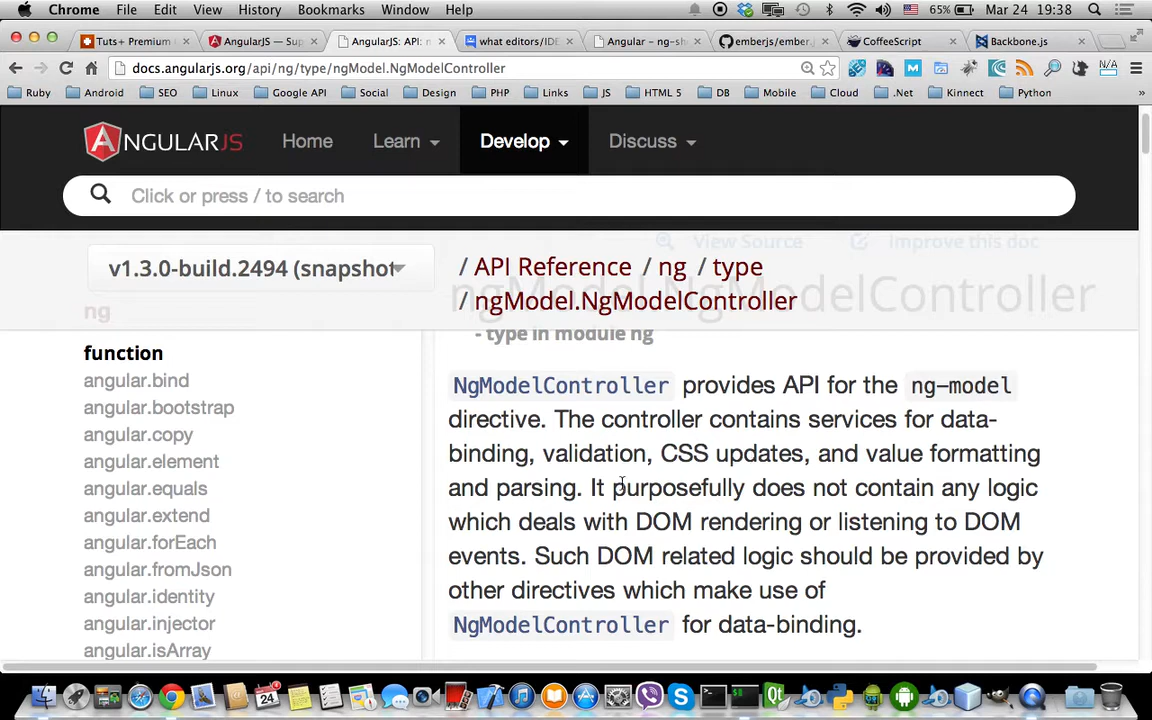 Chrome File Edit View History Bookmarks Window Help 65% Mar 24 19:38
Tuts+ Premium AngularJS — Sup AngularJS: API: n what editors/IDE Angular – ng-sh emberjs/ember. CoffeeScript Backbone.js
docs.angularjs.org/api/ng/type/ngModel.NgModelController
Ruby Android SEO Linux Google API Social Design PHP Links JS HTML 5 DB Mobile Cloud .Net Kinnect Python »
ANGULARJS Home Learn Develop Discuss
Click or press / to search
View Source Improve this doc
v1.3.0-build.2494 (snapshot
/ API Reference / ng / type
/ ngModel.NgModelController
ngModel.NgModelController
- type in module ng
ng
function
angular.bind
angular.bootstrap
angular.copy
angular.element
angular.equals
angular.extend
angular.forEach
angular.fromJson
angular.identity
angular.injector
angular.isArray
NgModelController provides API for the ng-model
directive. The controller contains services for data-
binding, validation, CSS updates, and value formatting
and parsing. It purposefully does not contain any logic
which deals with DOM rendering or listening to DOM
events. Such DOM related logic should be provided by
other directives which make use of
NgModelController for data-binding.